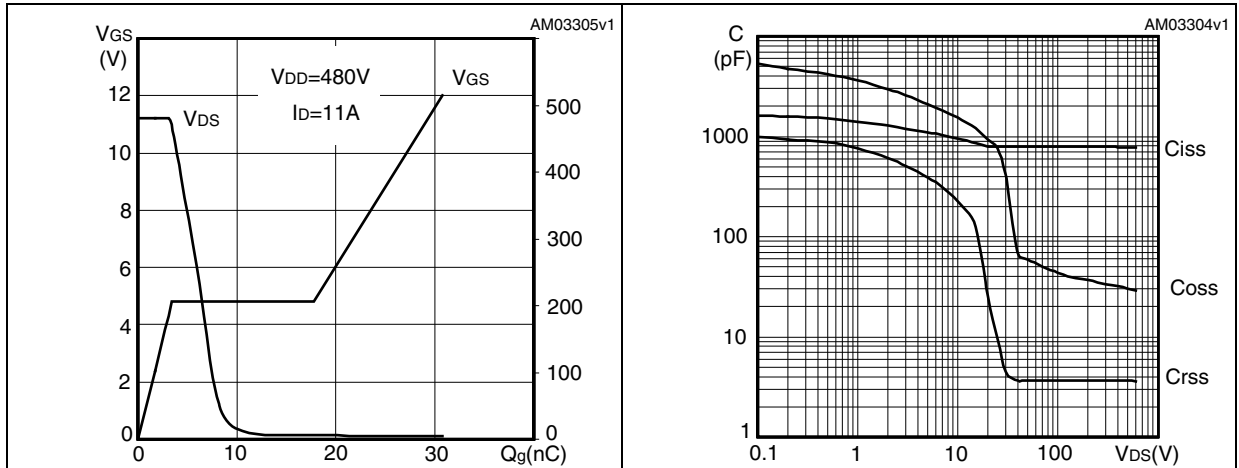 AM03305v1
VGS
(V)
VDD=480V
ID=11A
VGS
VDS
12
10
8
6
4
2
0
500
400
300
200
100
0
0
10
20
30
Qg(nC)
AM03304v1
C
(pF)
1000
100
10
1
Ciss
Coss
Crss
0.1
1
10
100
VDS(V)